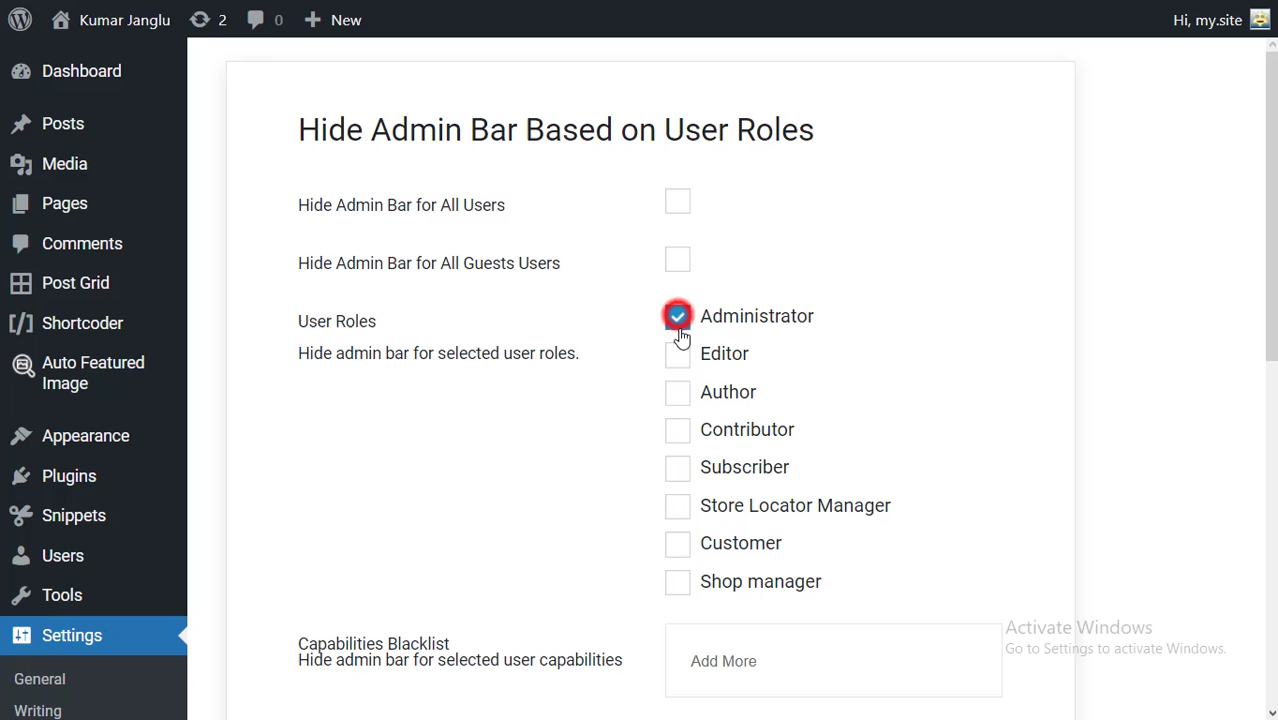 Kumar Janglu 2 0 New Hi, my.site
Dashboard
Posts
Media
Pages
Comments
Post Grid
Shortcoder
Auto Featured
Image
Appearance
Plugins
Snippets
Users
Tools
Settings
General
Writing
Hide Admin Bar Based on User Roles
Hide Admin Bar for All Users
Hide Admin Bar for All Guests Users
User Roles
Hide admin bar for selected user roles.
Administrator
Editor
Author
Contributor
Subscriber
Store Locator Manager
Customer
Shop manager
Capabilities Blacklist
Hide admin bar for selected user capabilities
Add More
Activate Windows
Go to Settings to activate Windows.